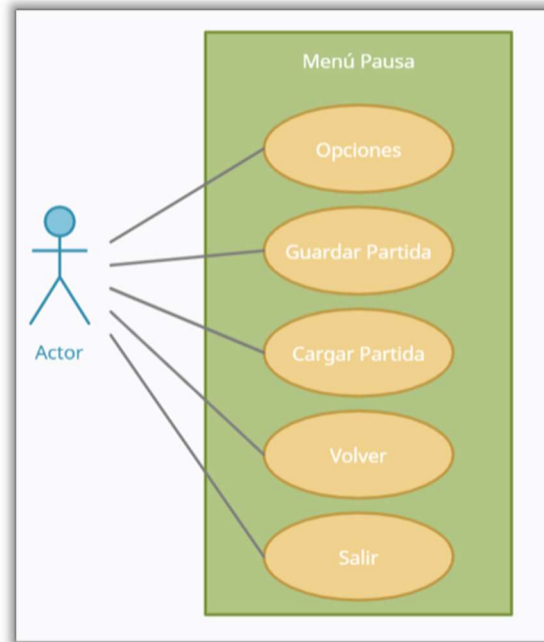 Menú Pausa
Opciones
Guardar Partida
Cargar Partida
Volver
Salir
Actor